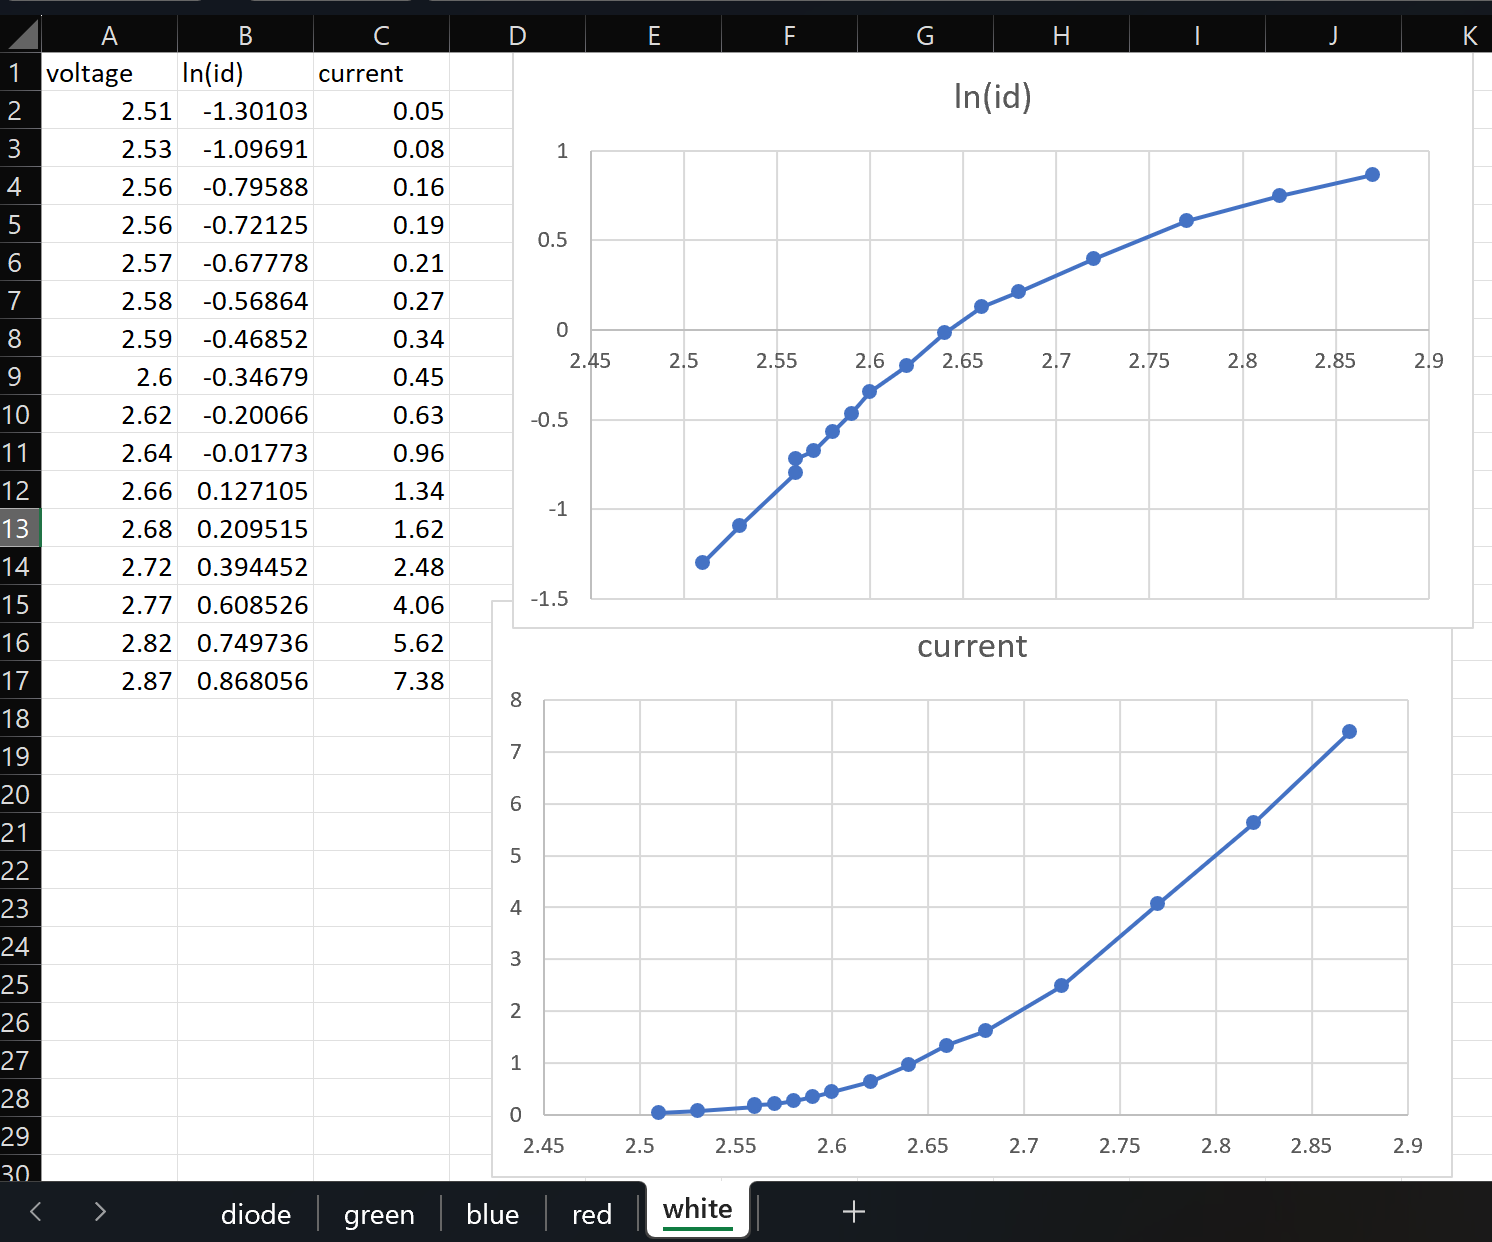 A B C D E F G H I J K
1 voltage ln(id) current
2 2.51 -1.30103 0.05
3 2.53 -1.09691 0.08
4 2.56 -0.79588 0.16
5 2.56 -0.72125 0.19
6 2.57 -0.67778 0.21
7 2.58 -0.56864 0.27
8 2.59 -0.46852 0.34
9 2.6 -0.34679 0.45
10 2.62 -0.20066 0.63
11 2.64 -0.01773 0.96
12 2.66 0.127105 1.34
13 2.68 0.209515 1.62
14 2.72 0.394452 2.48
15 2.77 0.608526 4.06
16 2.82 0.749736 5.62
17 2.87 0.868056 7.38
18
19
20
21
22
23
24
25
26
27
28
29
30
ln(id)
1
0.5
0
2.45 2.5 2.55 2.6 2.65 2.7 2.75 2.8 2.85 2.9
-0.5
-1
-1.5
current
8
7
6
5
4
3
2
1
0
2.45 2.5 2.55 2.6 2.65 2.7 2.75 2.8 2.85 2.9
diode green blue red white +